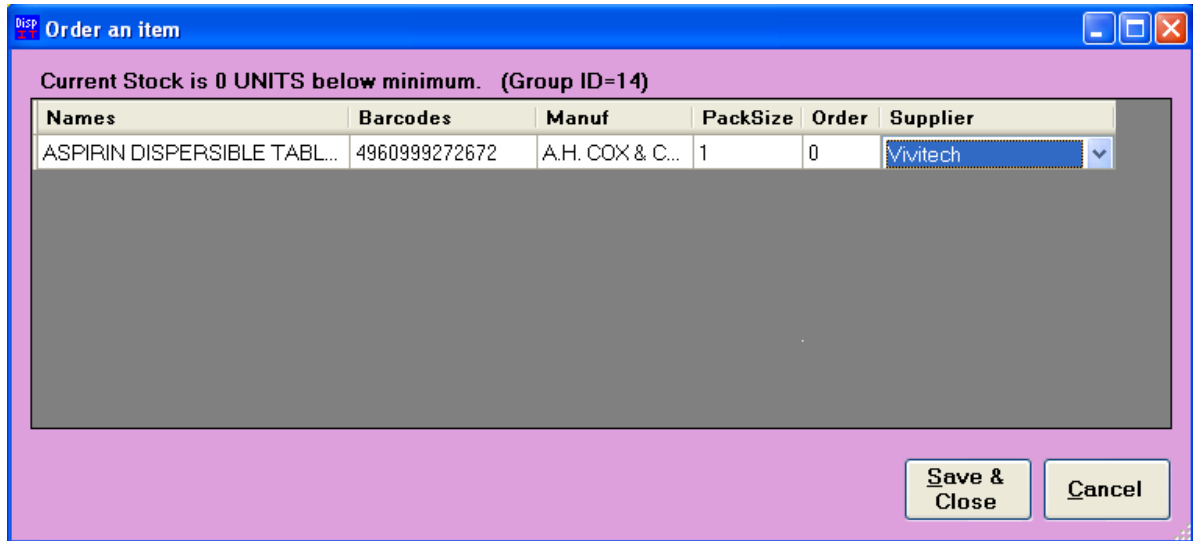 Disp IT Order an item
Current Stock is 0 UNITS below minimum. (Group ID=14)
Names Barcodes Manuf PackSize Order Supplier
ASPIRIN DISPERSIBLE TABL... 4960999272672 A.H. COX & C... 1 0 Vivitech
Save & Close Cancel